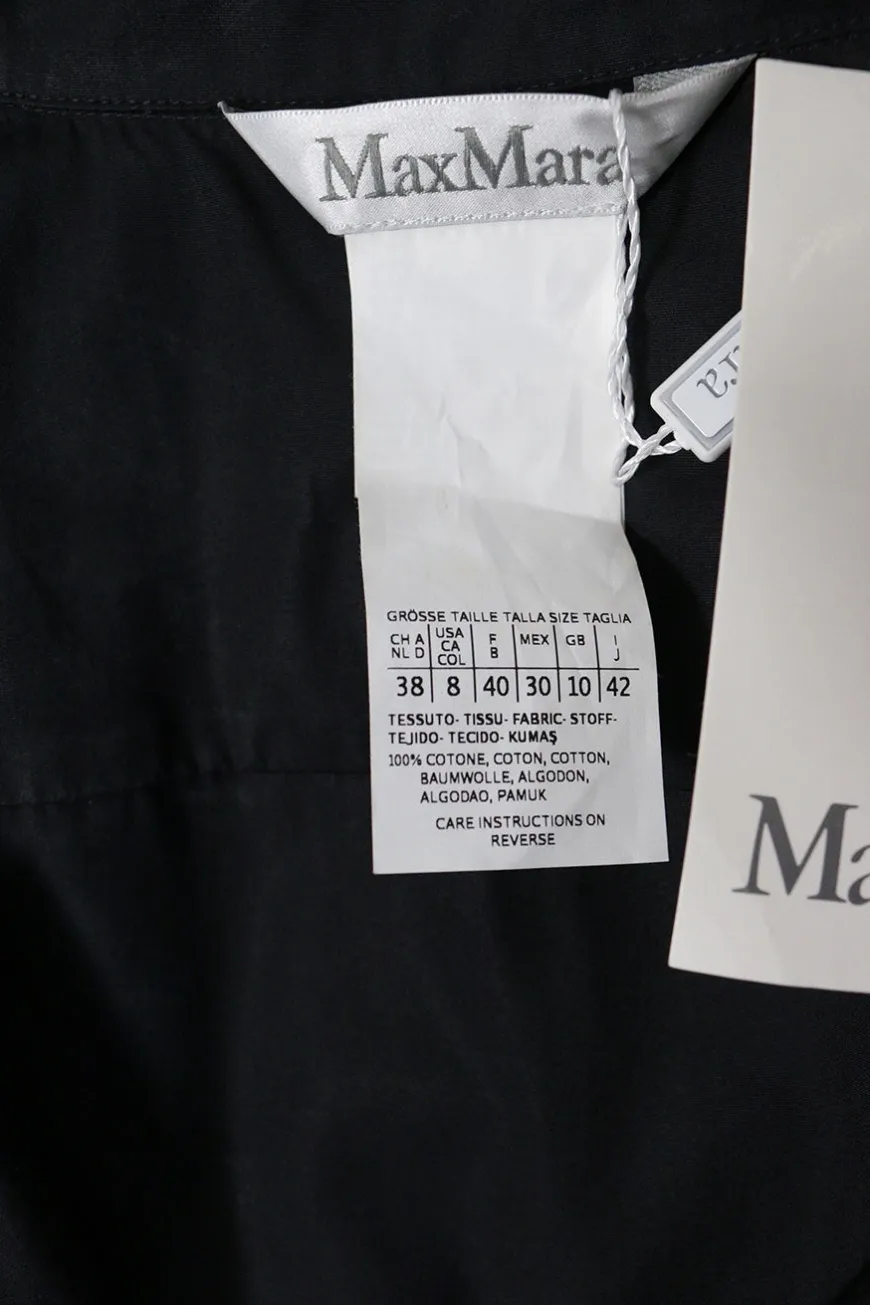 MaxMara
ara
GRÖSSE TAILLE TALLA SIZE TAGLIA
CH A NL D USA CA COL F B MEX GB I J
38 8 40 30 10 42
TESSUTO- TISSU- FABRIC- STOFF-
TEJIDO- TECIDO- KUMAŞ
100% COTONE, COTON, COTTON,
BAUMWOLLE, ALGODON,
ALGODAO, PAMUK
CARE INSTRUCTIONS ON
REVERSE
Ma